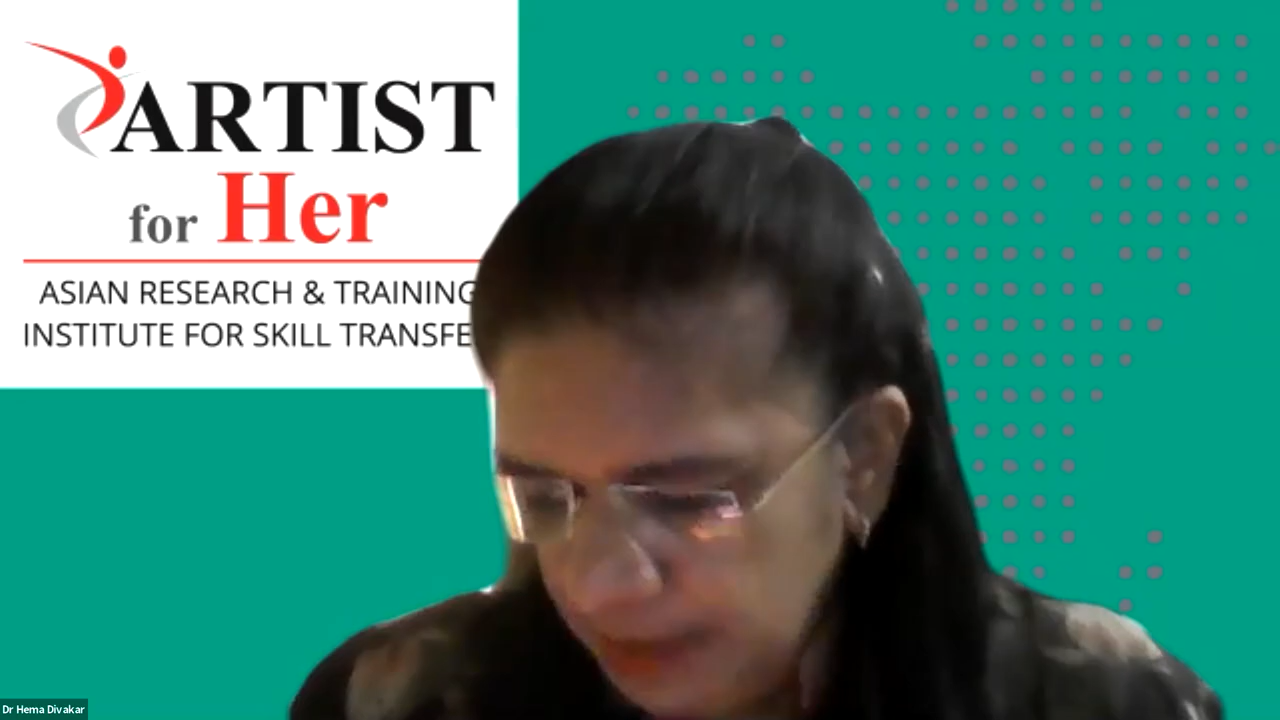 ARTIST
for Her
ASIAN RESEARCH & TRAINING
INSTITUTE FOR SKILL TRANSFE
Dr Hema Divakar